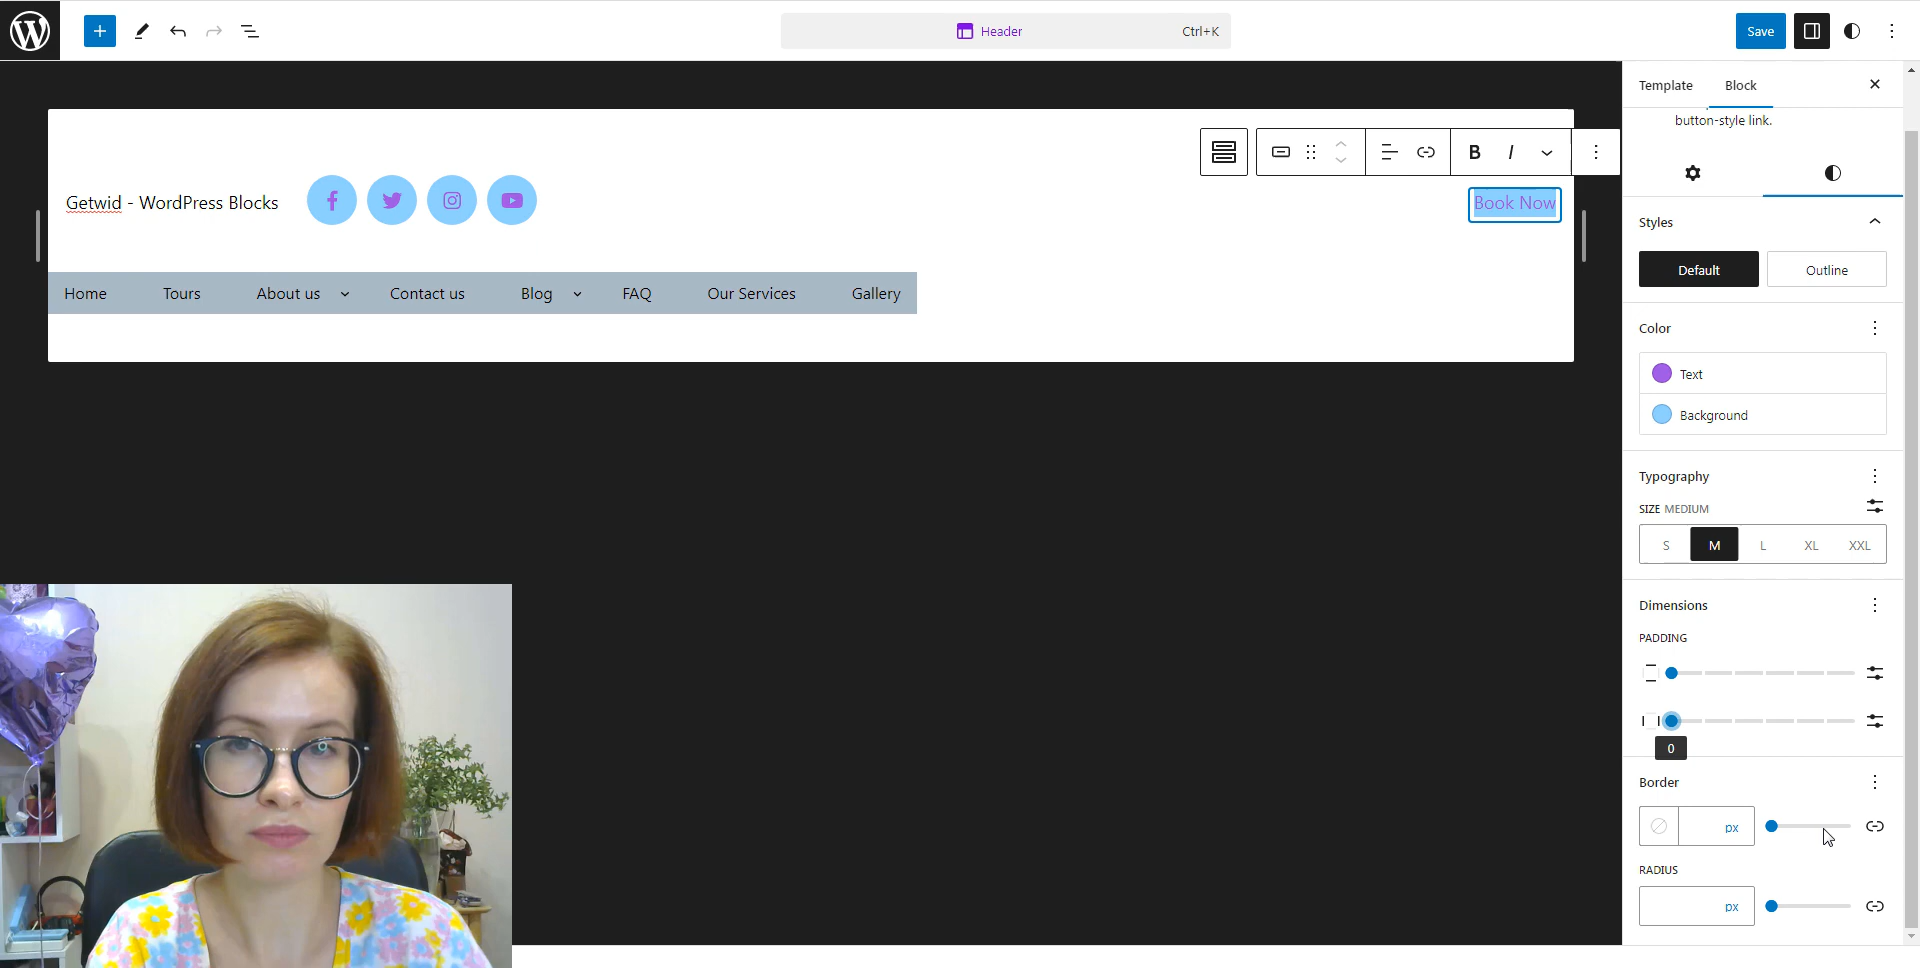 Header
Ctrl+K
Save
Template
Block
button-style link.
B I
Getwid - WordPress Blocks
Book Now
Styles
Default
Outline
Home
Tours
About us
Contact us
Blog
FAQ
Our Services
Gallery
Color
Text
Background
Typography
SIZE MEDIUM
S
M
L
XL
XXL
Dimensions
PADDING
0
Border
px
RADIUS
px